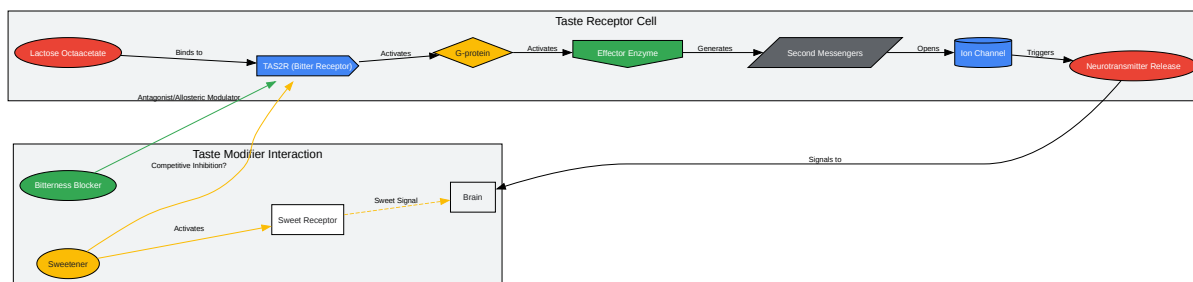 Taste Receptor Cell
Lactose Octaacetate
Binds to
TAS2R (Bitter Receptor)
Activates
G-protein
Activates
Effector Enzyme
Generates
Second Messengers
Opens
Ion Channel
Triggers
Neurotransmitter Release
Antagonist/Allosteric Modulator
Taste Modifier Interaction
Competitive Inhibition?
Signals to
Bitterness Blocker
Sweet Signal
Brain
Sweet Receptor
Activates
Sweetener